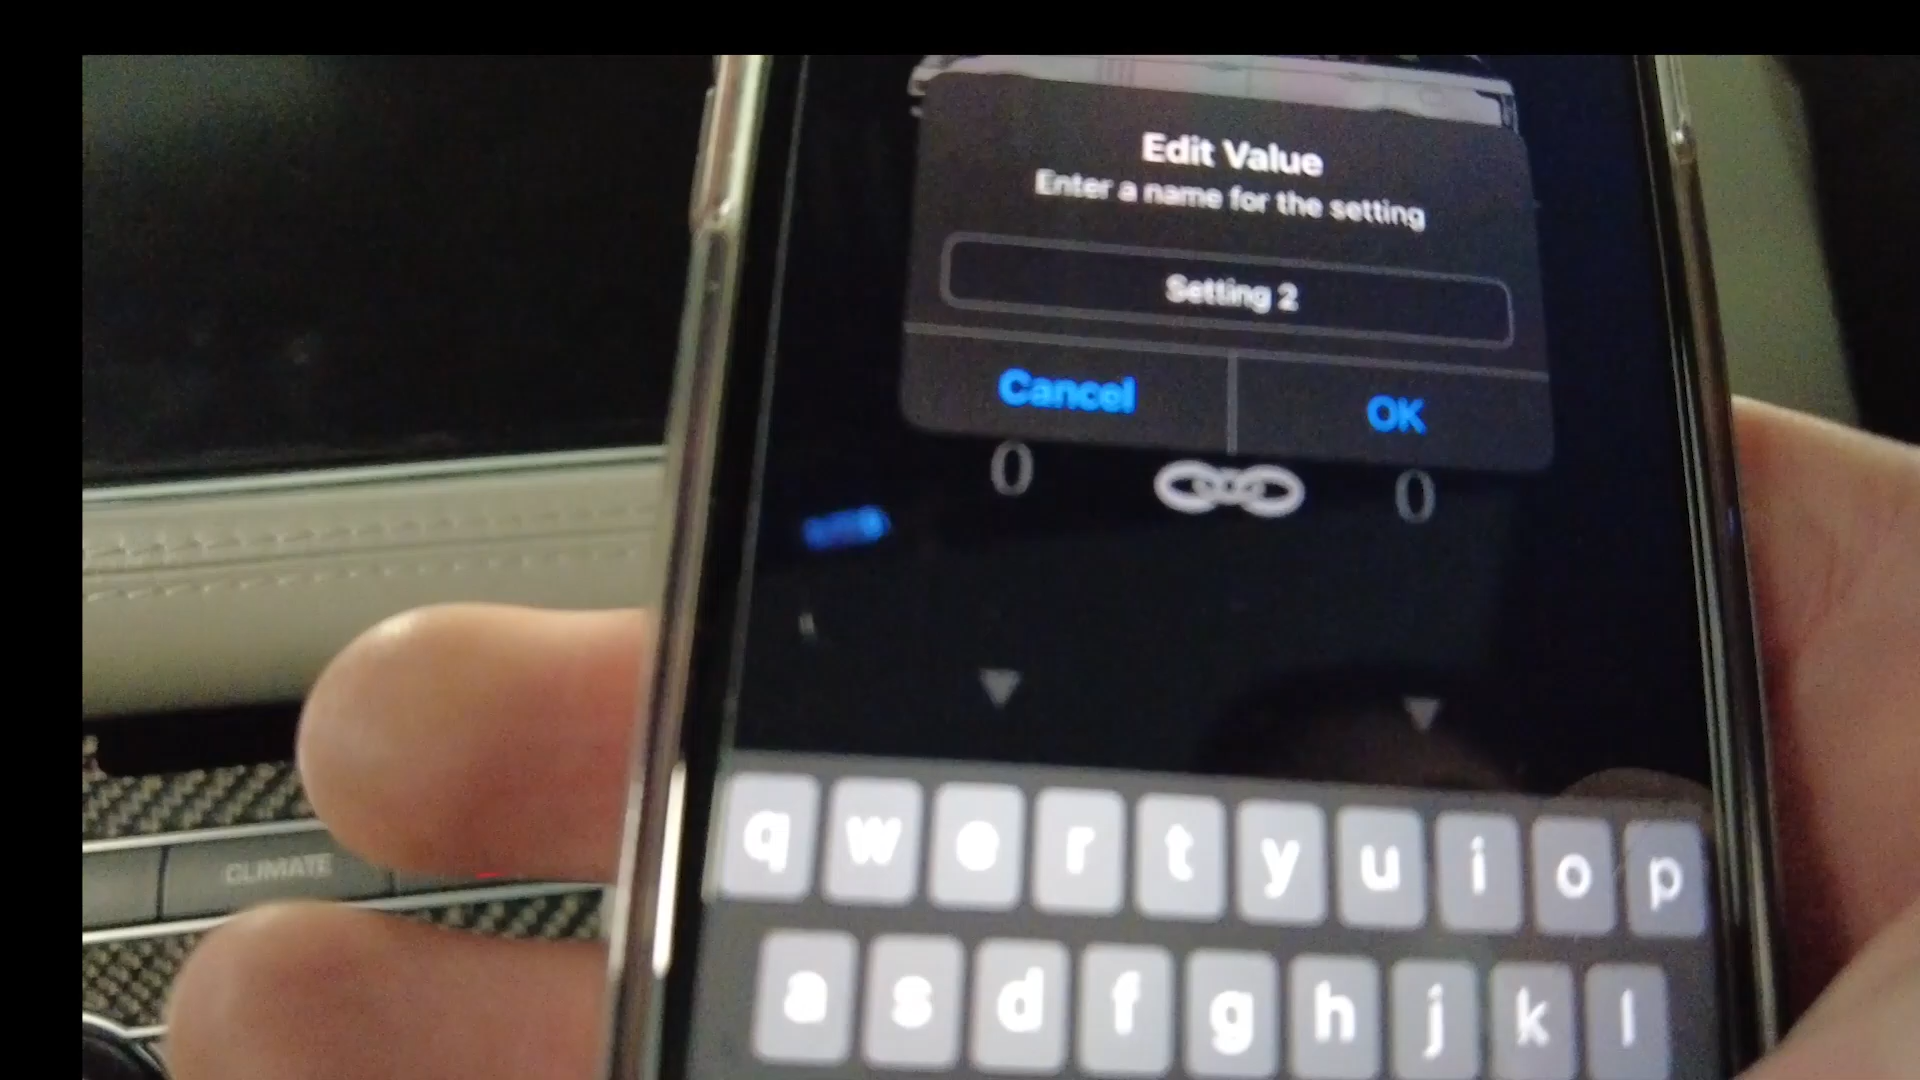 Edit Value
Enter a name for the setting
Setting 2
Cancel OK
0 0
q w e r t y u i o p
a s d f g h j k l
CLIMATE